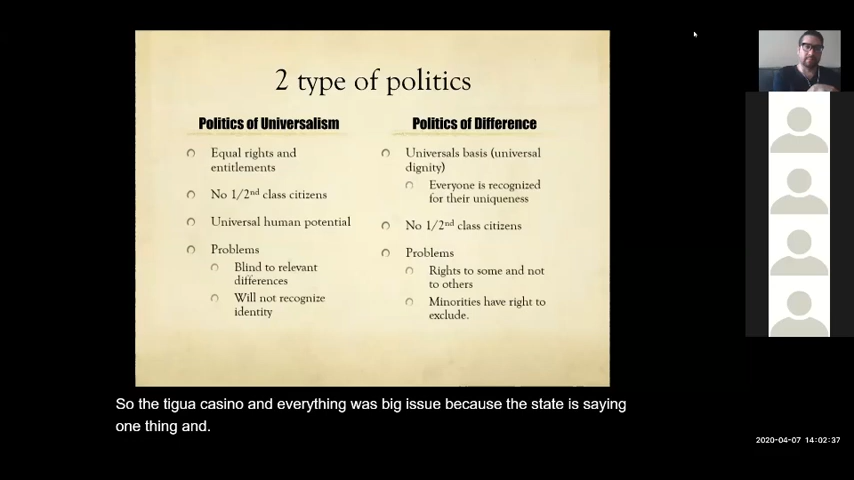 2 type of politics
Politics of Universalism
Equal rights and
entitlements
No 1/2nd class citizens
Universal human potential
Problems
Blind to relevant
differences
Will not recognize
identity
Politics of Difference
Universals basis (universal
dignity)
Everyone is recognized
for their uniqueness
No 1/2nd class citizens
Problems
Rights to some and not
to others
Minorities have right to
exclude.
So the tigua casino and everything was big issue because the state is saying
one thing and.
2020-04-07 14:02:37